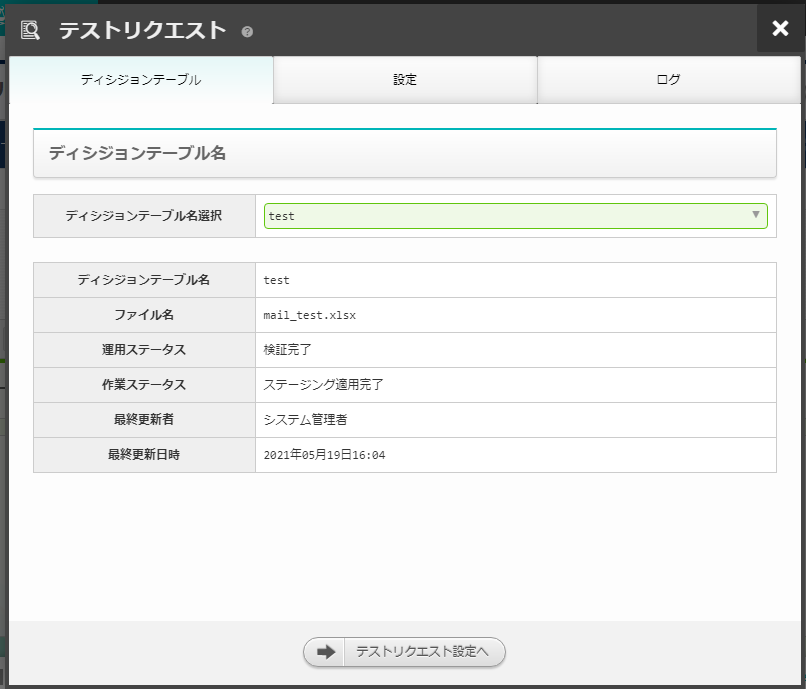 テストリクエスト ?
ディシジョンテーブル 設定 ログ
ディシジョンテーブル名
ディシジョンテーブル名選択 test
ディシジョンテーブル名 test
ファイル名 mail_test.xlsx
運用ステータス 検証完了
作業ステータス ステージング適用完了
最終更新者 システム管理者
最終更新日時 2021年05月19日16:04
テストリクエスト設定へ